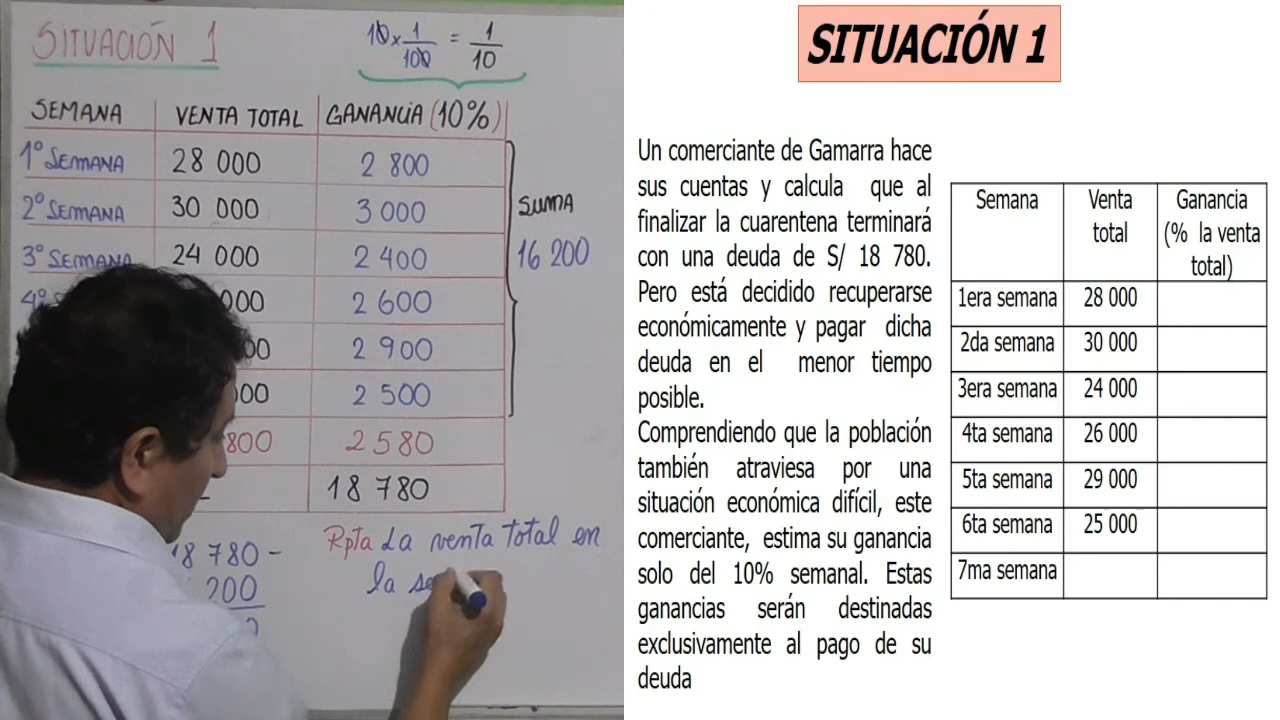 SITUACIÓN 1
10 x 1/100 = 1/10
SEMANA VENTA TOTAL GANANCIA (10%)
1° SEMANA 28 000 2 800
2° SEMANA 30 000 3 000
3° SEMANA 24 000 2 400
4° 000 2 600
00 2 900
000 2 500
800 2 580
18 780
SUMA
16 200
18 780 -
200
Rpta La venta total en
la
SITUACIÓN 1
Un comerciante de Gamarra hace
sus cuentas y calcula que al
finalizar la cuarentena terminará
con una deuda de S/ 18 780.
Pero está decidido recuperarse
económicamente y pagar dicha
deuda en el menor tiempo
posible.
Comprendiendo que la población
también atraviesa por una
situación económica difícil, este
comerciante, estima su ganancia
solo del 10% semanal. Estas
ganancias serán destinadas
exclusivamente al pago de su
deuda
Semana Venta total Ganancia (% la venta total)
1era semana 28 000
2da semana 30 000
3era semana 24 000
4ta semana 26 000
5ta semana 29 000
6ta semana 25 000
7ma semana